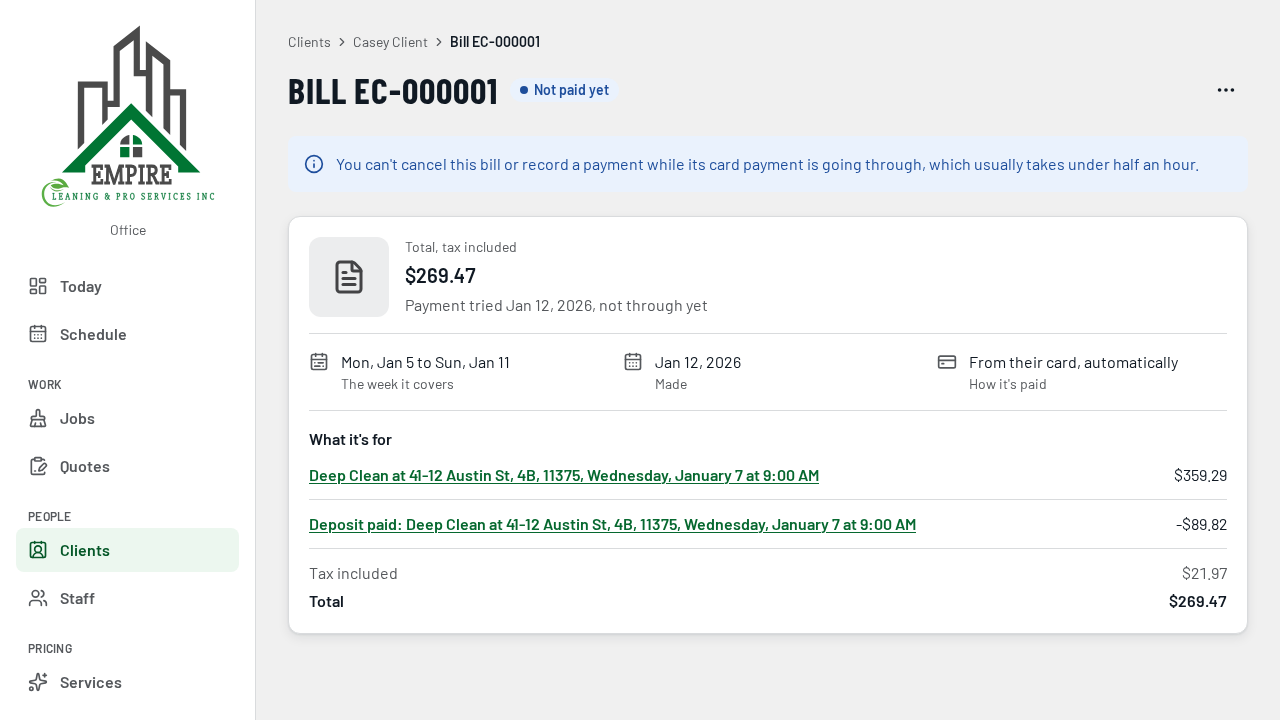 EMPIRE
LEANING & PRO SERVICES INC
Office
Today
Schedule
WORK
Jobs
Quotes
PEOPLE
Clients
Staff
PRICING
Services
Clients > Casey Client > Bill EC-000001
BILL EC-000001
Not paid yet
You can't cancel this bill or record a payment while its card payment is going through, which usually takes under half an hour.
Total, tax included
$269.47
Payment tried Jan 12, 2026, not through yet
Mon, Jan 5 to Sun, Jan 11
The week it covers
Jan 12, 2026
Made
From their card, automatically
How it's paid
What it's for
Deep Clean at 41-12 Austin St, 4B, 11375, Wednesday, January 7 at 9:00 AM $359.29
Deposit paid: Deep Clean at 41-12 Austin St, 4B, 11375, Wednesday, January 7 at 9:00 AM -$89.82
Tax included $21.97
Total $269.47